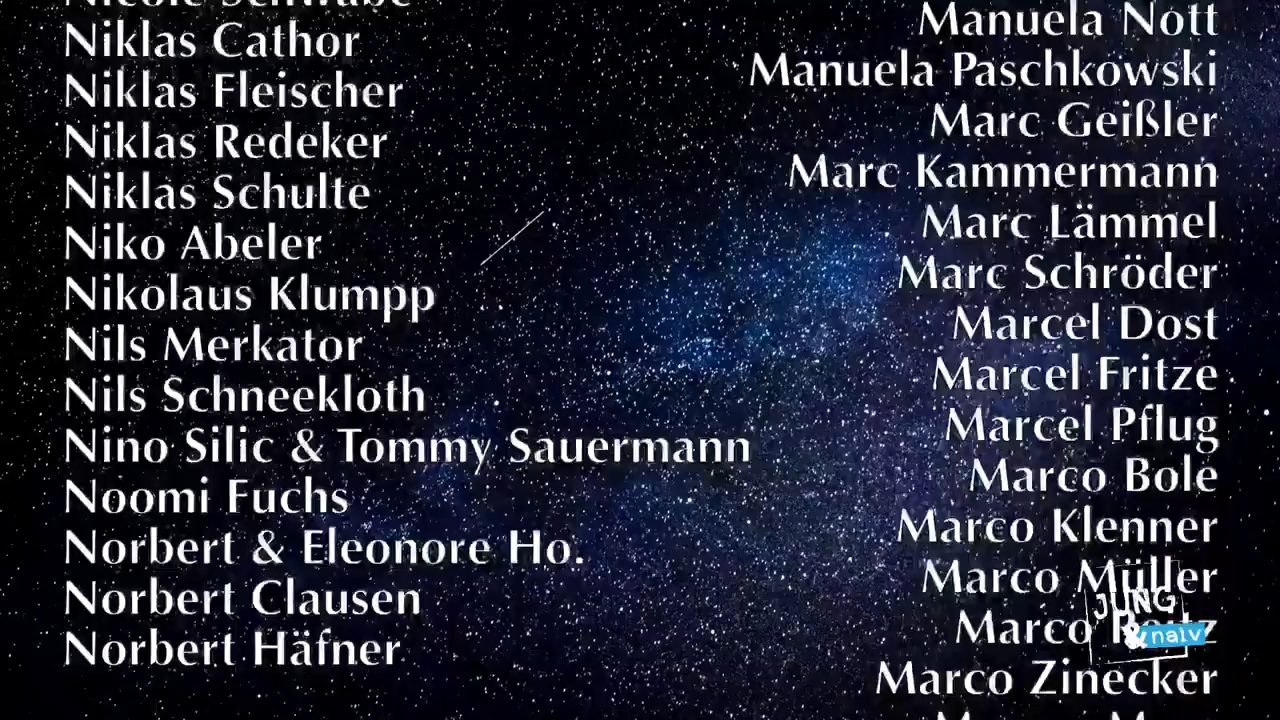 Nicole Schwabe
Niklas Cathor
Niklas Fleischer
Niklas Redeker
Niklas Schulte
Niko Abeler
Nikolaus Klumpp
Nils Merkator
Nils Schneekloth
Nino Silic & Tommy Sauermann
Noomi Fuchs
Norbert & Eleonore Ho.
Norbert Clausen
Norbert Häfner
Manuela Nott
Manuela Paschkowski
Marc Geißler
Marc Kammermann
Marc Lämmel
Marc Schröder
Marcel Dost
Marcel Fritze
Marcel Pflug
Marco Bole
Marco Klenner
Marco Müller
Marco
Marco Zinecker
JUNG
& naiv